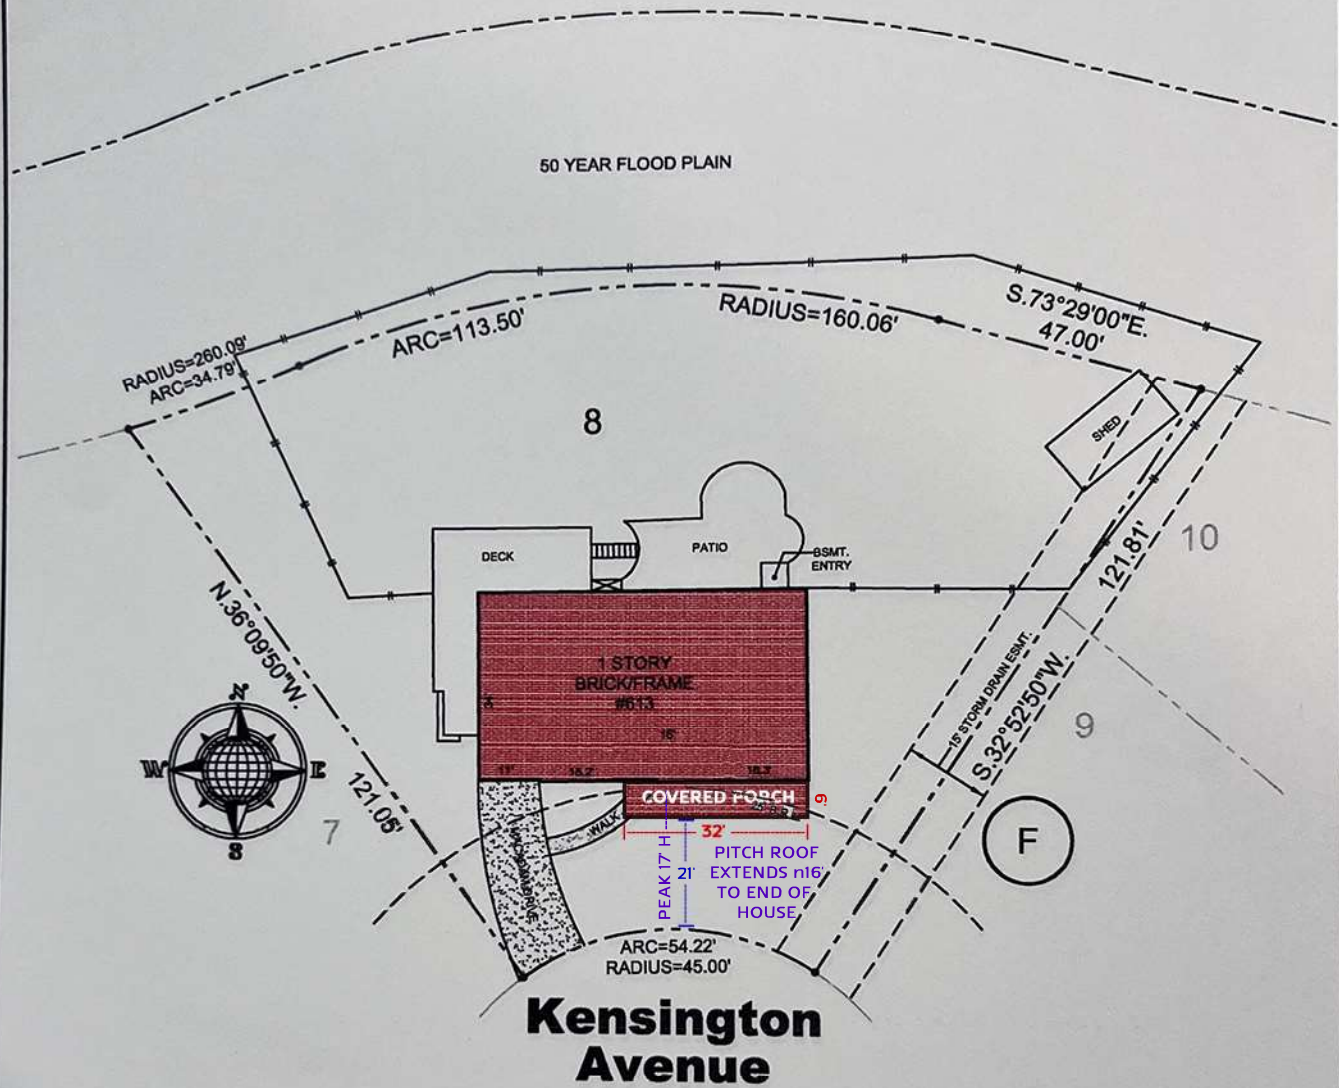 50 YEAR FLOOD PLAIN
RADIUS=260.09'
ARC=34.79'
ARC=113.50'
RADIUS=160.06'
S.73°29'00"E.
47.00'
8
SHED
DECK
PATIO
BSMT.
ENTRY
10
121.81'
N.36°09'50"W.
121.05'
1 STORY
BRICK/FRAME
#613
16'
15' STORM DRAIN ESMT.
S.32°52'50"W.
9
N
W
E
S
7
COVERED PORCH
9'
WALK
32'
PEAK 17' H
21'
PITCH ROOF
EXTENDS n16'
TO END OF
HOUSE
F
ARC=54.22'
RADIUS=45.00'
Kensington
Avenue